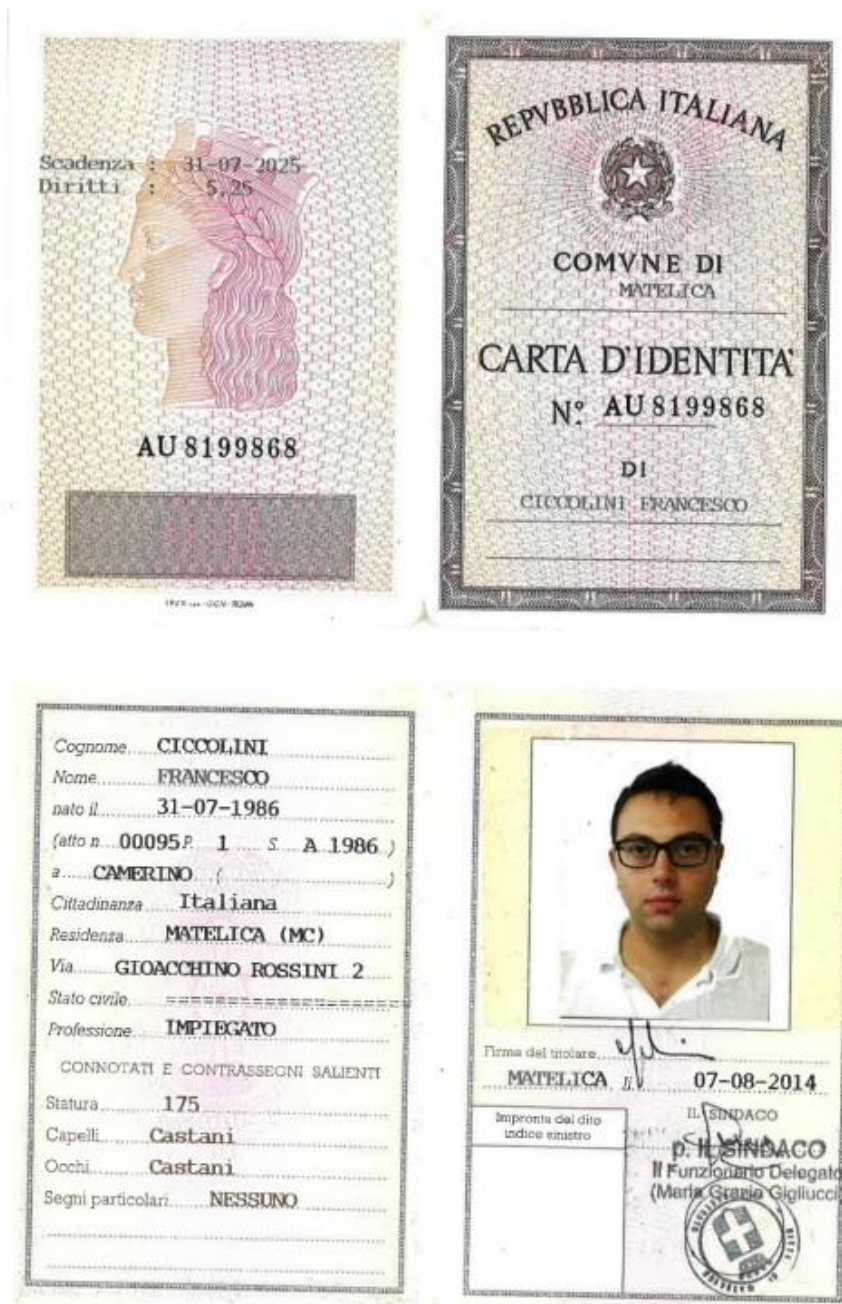 Scadenza : 31-07-2025
Diritti : 5,25
AU 8199868
REPVBBLICA ITALIANA
COMVNE DI
MATELICA
CARTA D'IDENTITA'
Nº AU 8199868
DI
CICCOLINI FRANCESCO
Cognome CICCOLINI
Nome FRANCESCO
nato il 31-07-1986
(atto n. 00095 P. 1 S. A 1986)
a CAMERINO ( )
Cittadinanza Italiana
Residenza MATELICA (MC)
Via GIOACCHINO ROSSINI 2
Stato civile ====================
Professione IMPIEGATO
CONNOTATI E CONTRASSEGNI SALIENTI
Statura 175
Capelli Castani
Occhi Castani
Segni particolari NESSUNO
Firma del titolare
MATELICA li 07-08-2014
Impronta del dito
indice sinistro
IL SINDACO
p. IL SINDACO
Il Funzionario Delegato
(Maria Grazia Gigliucci)